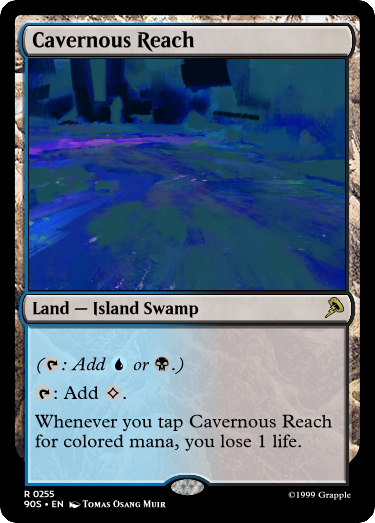 Cavernous Reach
Land — Island Swamp
(: Add or .)
: Add .
Whenever you tap Cavernous Reach
for colored mana, you lose 1 life.
R 0255
90S • EN Tomas Osang Muir
©1999 Grapple